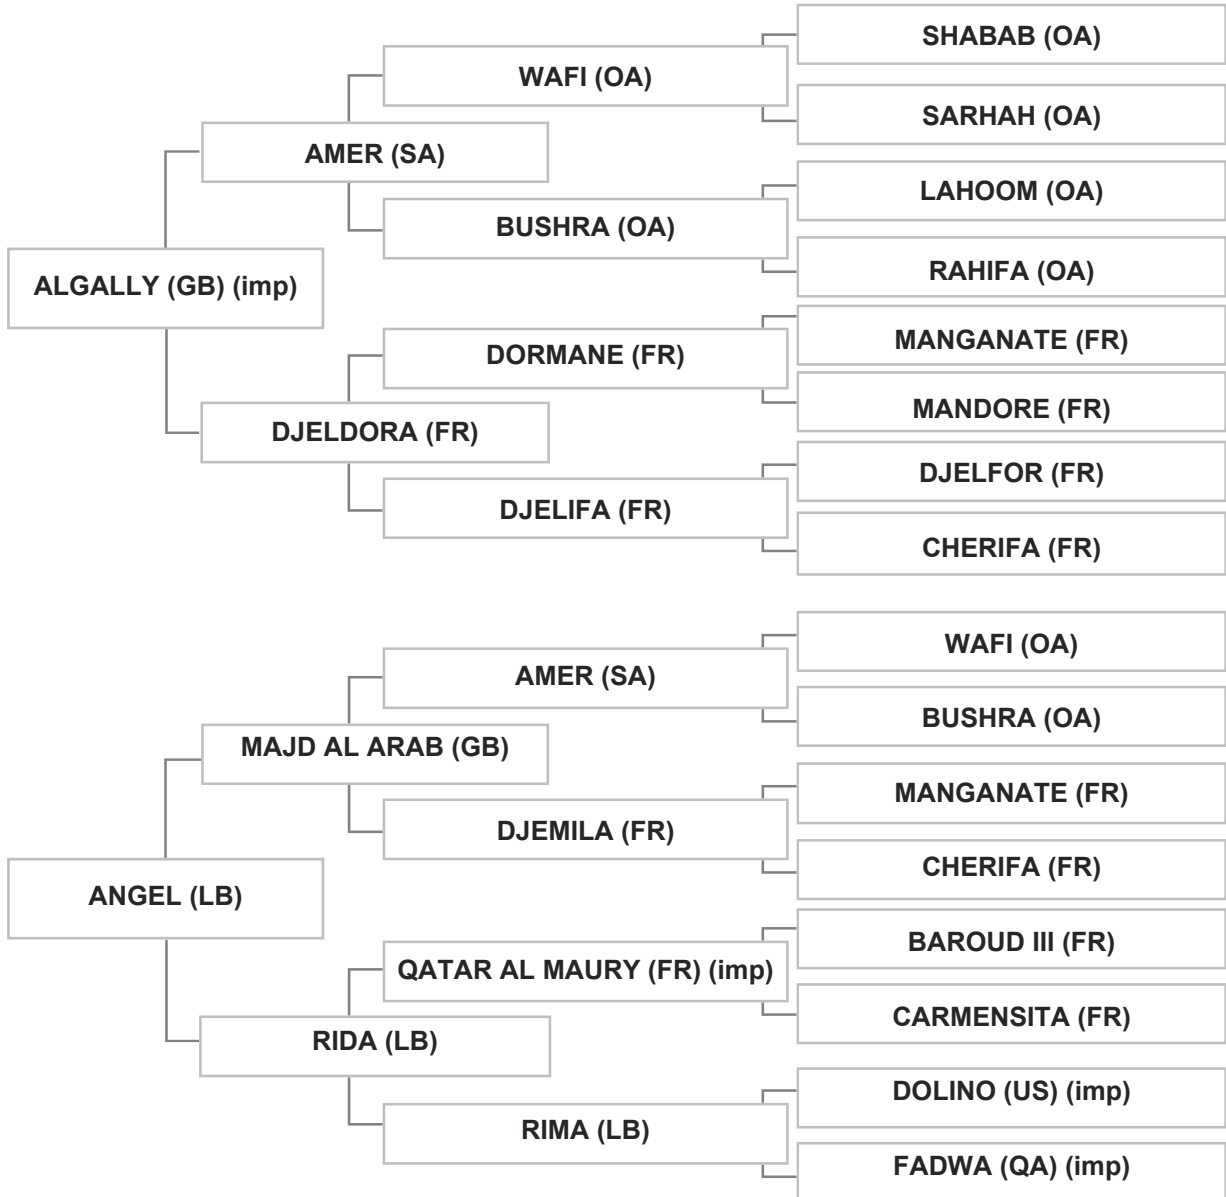 SHABAB (OA)
WAFI (OA)
SARHAH (OA)
AMER (SA)
LAHOOM (OA)
BUSHRA (OA)
RAHIFA (OA)
ALGALLY (GB) (imp)
MANGANATE (FR)
DORMANE (FR)
MANDORE (FR)
DJELDORA (FR)
DJELFOR (FR)
DJELIFA (FR)
CHERIFA (FR)
WAFI (OA)
AMER (SA)
BUSHRA (OA)
MAJD AL ARAB (GB)
MANGANATE (FR)
DJEMILA (FR)
CHERIFA (FR)
ANGEL (LB)
BAROUD III (FR)
QATAR AL MAURY (FR) (imp)
CARMENSITA (FR)
RIDA (LB)
DOLINO (US) (imp)
RIMA (LB)
FADWA (QA) (imp)